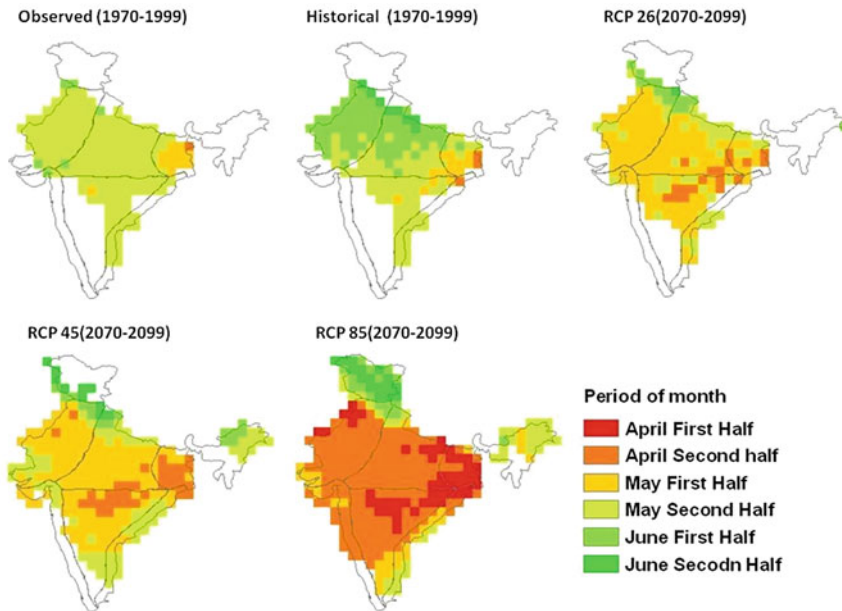 Observed (1970-1999)
Historical (1970-1999)
RCP 26(2070-2099)
RCP 45(2070-2099)
RCP 85(2070-2099)
Period of month
April First Half
April Second half
May First Half
May Second Half
June First Half
June Secodn Half